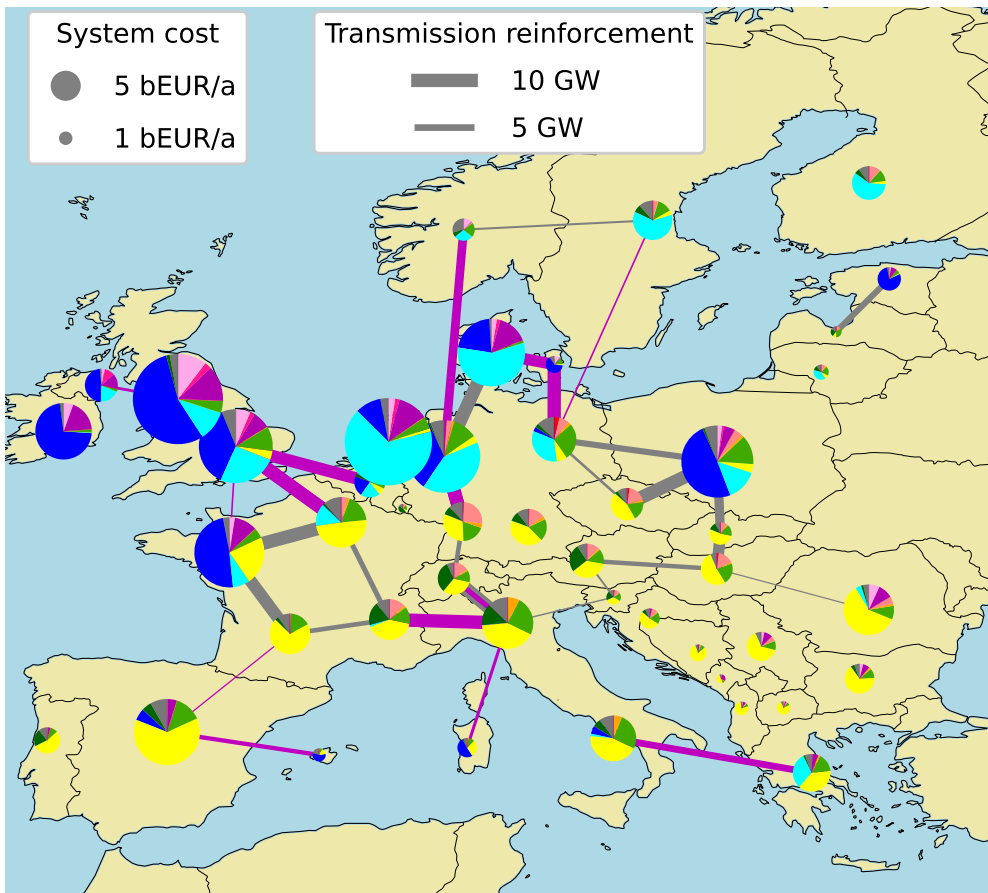 System cost
5 bEUR/a
1 bEUR/a
Transmission reinforcement
10 GW
5 GW